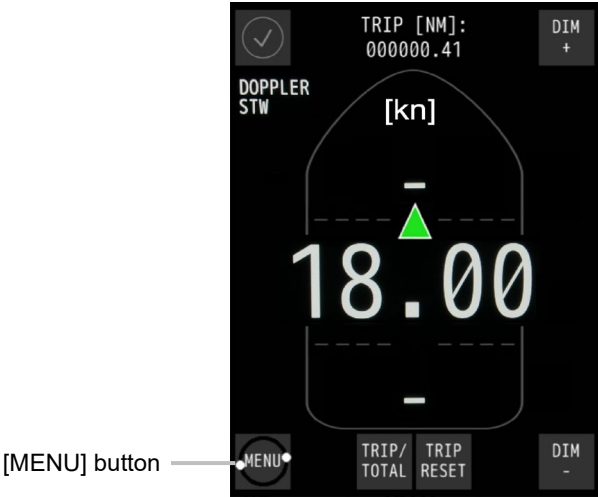 TRIP [NM]:
000000.41
DIM
+
DOPPLER
STW
[kn]
-
18.00
-
[MENU] button
MENU
TRIP/
TOTAL
TRIP
RESET
DIM
-